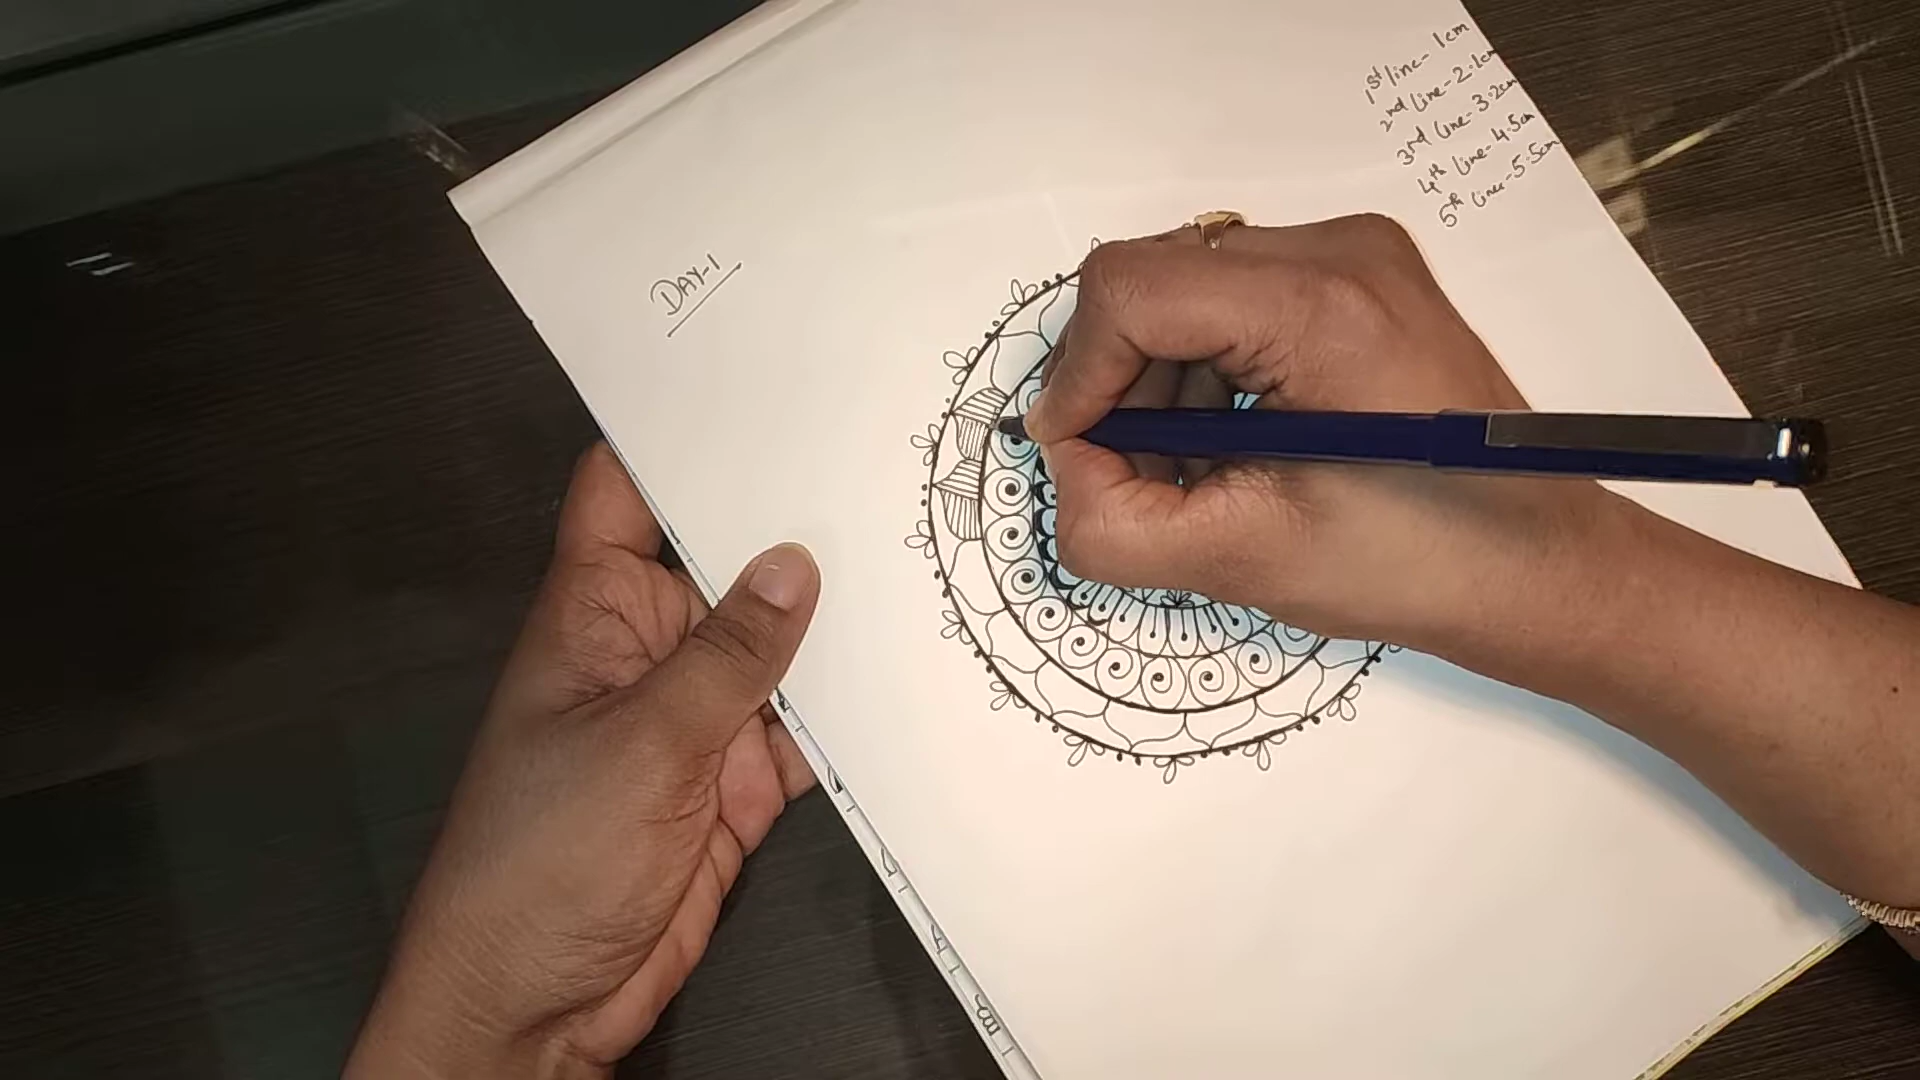 DAY-1
1st line- 1cm
2nd line- 2.1cm
3rd line- 3.2cm
4th line- 4.5cm
5th line- 5.5cm